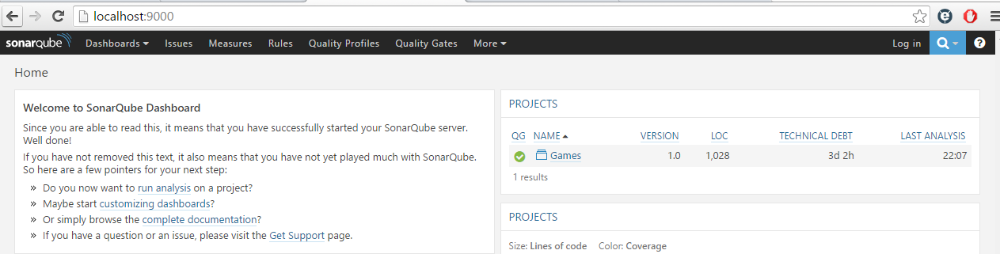 localhost:9000
sonarqube Dashboards Issues Measures Rules Quality Profiles Quality Gates More Log in ?
Home
Welcome to SonarQube Dashboard
Since you are able to read this, it means that you have successfully started your SonarQube server.
Well done!
If you have not removed this text, it also means that you have not yet played much with SonarQube.
So here are a few pointers for your next step:
» Do you now want to run analysis on a project?
» Maybe start customizing dashboards?
» Or simply browse the complete documentation?
» If you have a question or an issue, please visit the Get Support page.
PROJECTS
QG NAME VERSION LOC TECHNICAL DEBT LAST ANALYSIS
Games 1.0 1,028 3d 2h 22:07
1 results
PROJECTS
Size: Lines of code Color: Coverage